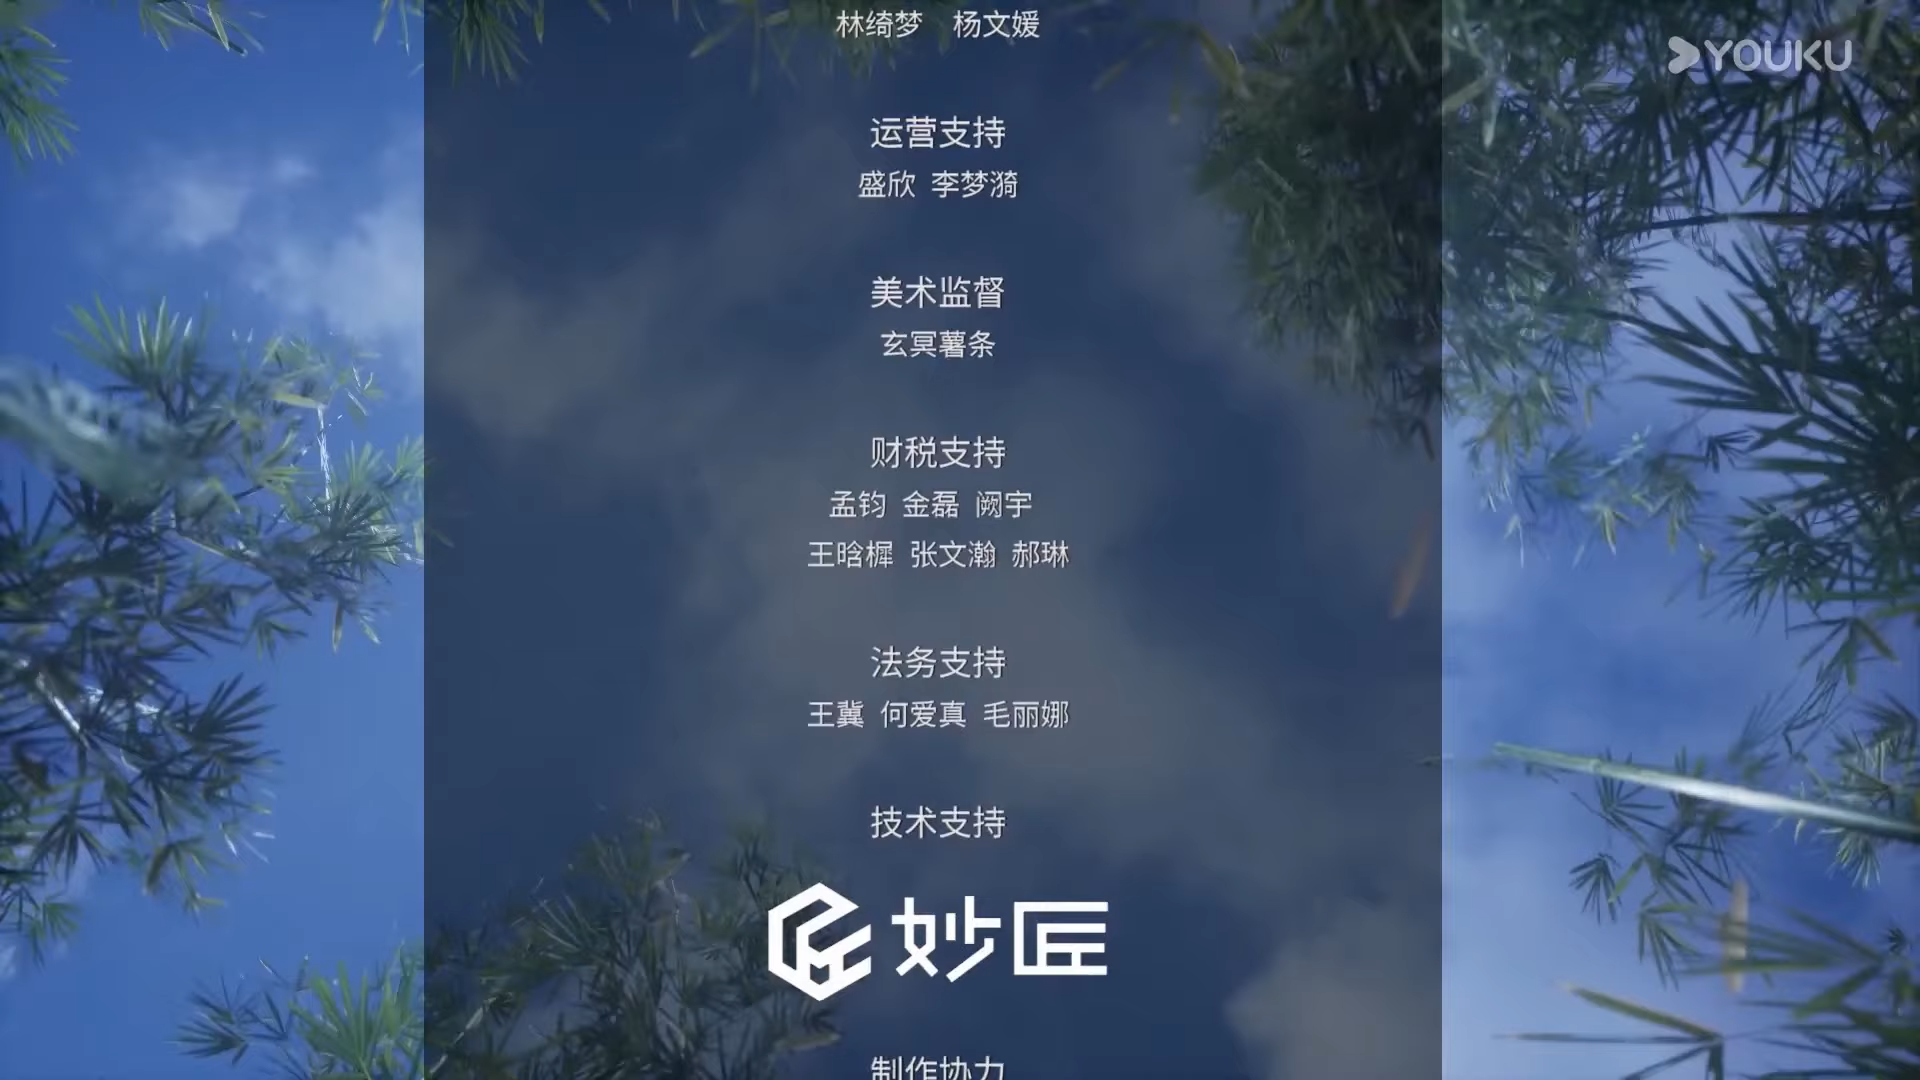 林绮梦 杨文媛
YOUKU
运营支持
盛欣 李梦漪
美术监督
玄冥薯条
财税支持
孟钧 金磊 阙宇
王晗樨 张文瀚 郝琳
法务支持
王冀 何爱真 毛丽娜
技术支持
妙匠
制作协力